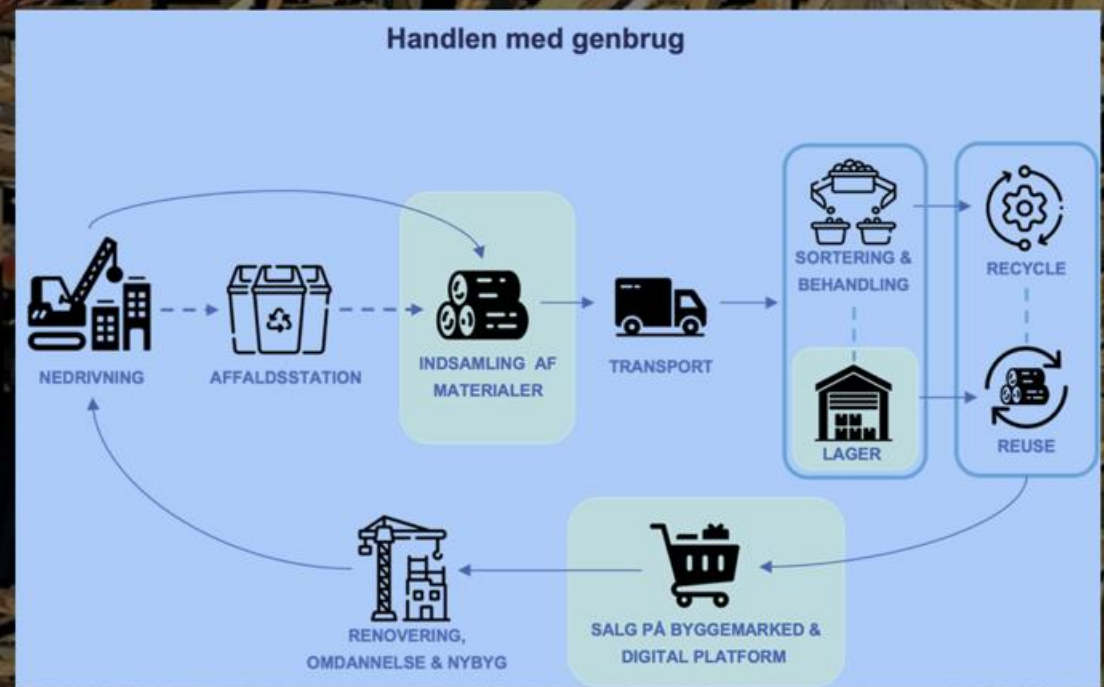 Handlen med genbrug
NEDRIVNING
AFFALDSSTATION
INDSAMLING AF
MATERIALER
TRANSPORT
SORTERING &
BEHANDLING
LAGER
RECYCLE
REUSE
RENOVERING,
OMDANNELSE & NYBYG
SALG PÅ BYGGEMARKED &
DIGITAL PLATFORM